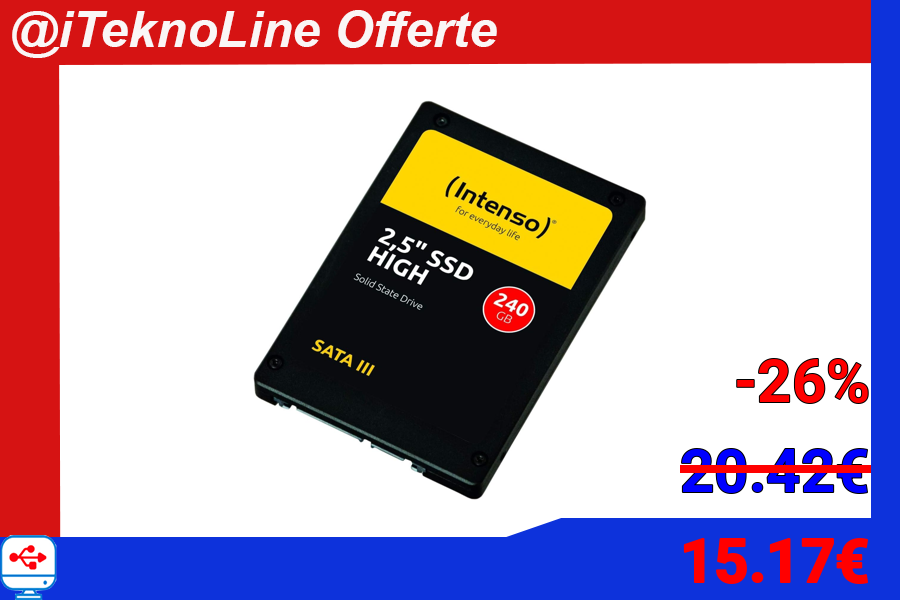 @iTeknoLine Offerte
(Intenso)®
for everyday life
2,5" SSD
HIGH
Solid State Drive
240
GB
SATA III
-26%
20.42€
15.17€